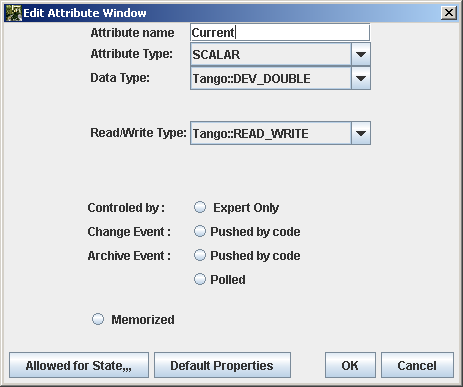 Edit Attribute Window
Attribute name Current
Attribute Type: SCALAR
Data Type: Tango::DEV_DOUBLE
Read/Write Type: Tango::READ_WRITE
Controled by : Expert Only
Change Event : Pushed by code
Archive Event : Pushed by code
Polled
Memorized
Allowed for State,,, Default Properties OK Cancel